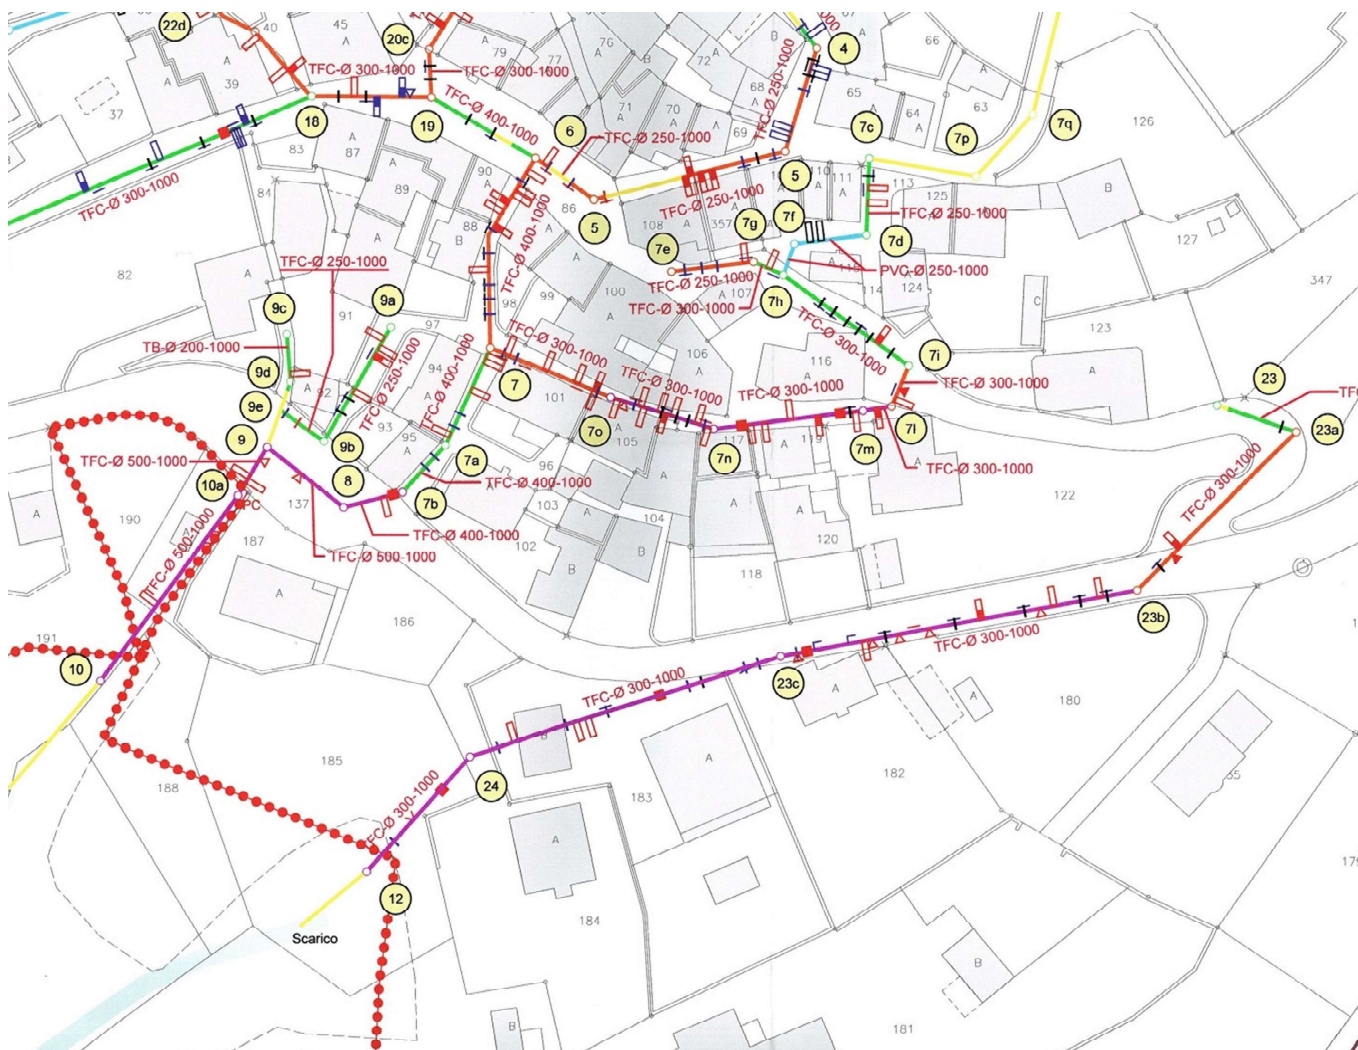 22d
40
45
A
20c
79
A
77
76
A
B
A
72
67
A
4
66
A
A
39
TFC-Ø 300-1000
TFC-Ø 300-1000
TFC-Ø 250-1000
68
B
65
64
63
7q
126
37
A
18
19
TFC-Ø 400-1000
6
71
70
A
69
7c
7p
83
A
87
TFC-Ø 250-1000
5
111
113
125
A
B
90
A
84
89
A
TFC-Ø 300-1000
86
TFC-Ø 250-1000
TFC-Ø 250-1000
88
B
5
108
357
7g
7f
7d
127
7e
A
82
TFC-Ø 250-1000
TFC-Ø 400-1000
TFC-Ø 250-1000
PVC-Ø 250-1000
347
A
98
99
100
107
7h
114
124
C
TFC-Ø 300-1000
9c
91
9a
97
TB-Ø 200-1000
TFC-Ø 300-1000
TFC-Ø 300-1000
123
106
116
A
7i
9d
92
94
A
TFC-Ø 250-1000
TFC-Ø 400-1000
7
101
TFC-Ø 300-1000
TFC-Ø 300-1000
TFC-Ø 300-1000
23
A
9e
93
95
7o
105
9
9b
7a
117
119
7m
7l
23a
TFC-Ø 500-1000
96
7n
TFC-Ø 300-1000
10a
8
TFC-Ø 400-1000
A
A
A
137
7b
103
104
122
TFC-Ø 300-1000
A
190
187
TFC-Ø 500-1000
TFC-Ø 400-1000
TFC-Ø 500-1000
102
B
B
120
118
A
186
191
10
23b
TFC-Ø 300-1000
23c
TFC-Ø 300-1000
A
A
180
B
A
185
188
24
183
182
A
12
184
Scarico
B
B
A
181